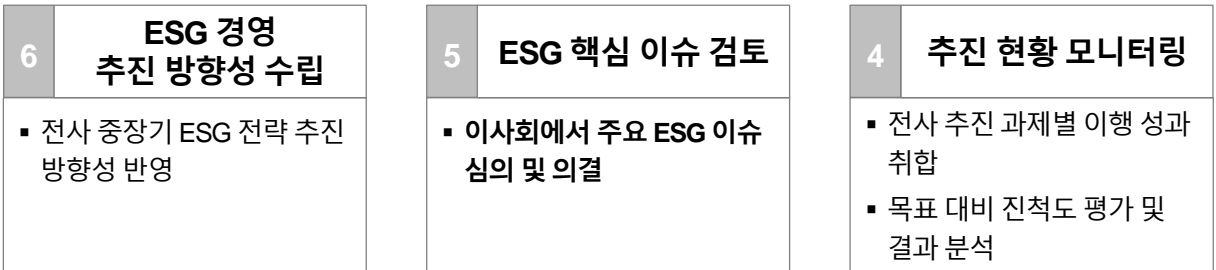 6
ESG 경영
추진 방향성 수립
▪ 전사 중장기 ESG 전략 추진
방향성 반영
5
ESG 핵심 이슈 검토
▪ 이사회에서 주요 ESG 이슈
심의 및 의결
4
추진 현황 모니터링
▪ 전사 추진 과제별 이행 성과
취합
▪ 목표 대비 진척도 평가 및
결과 분석